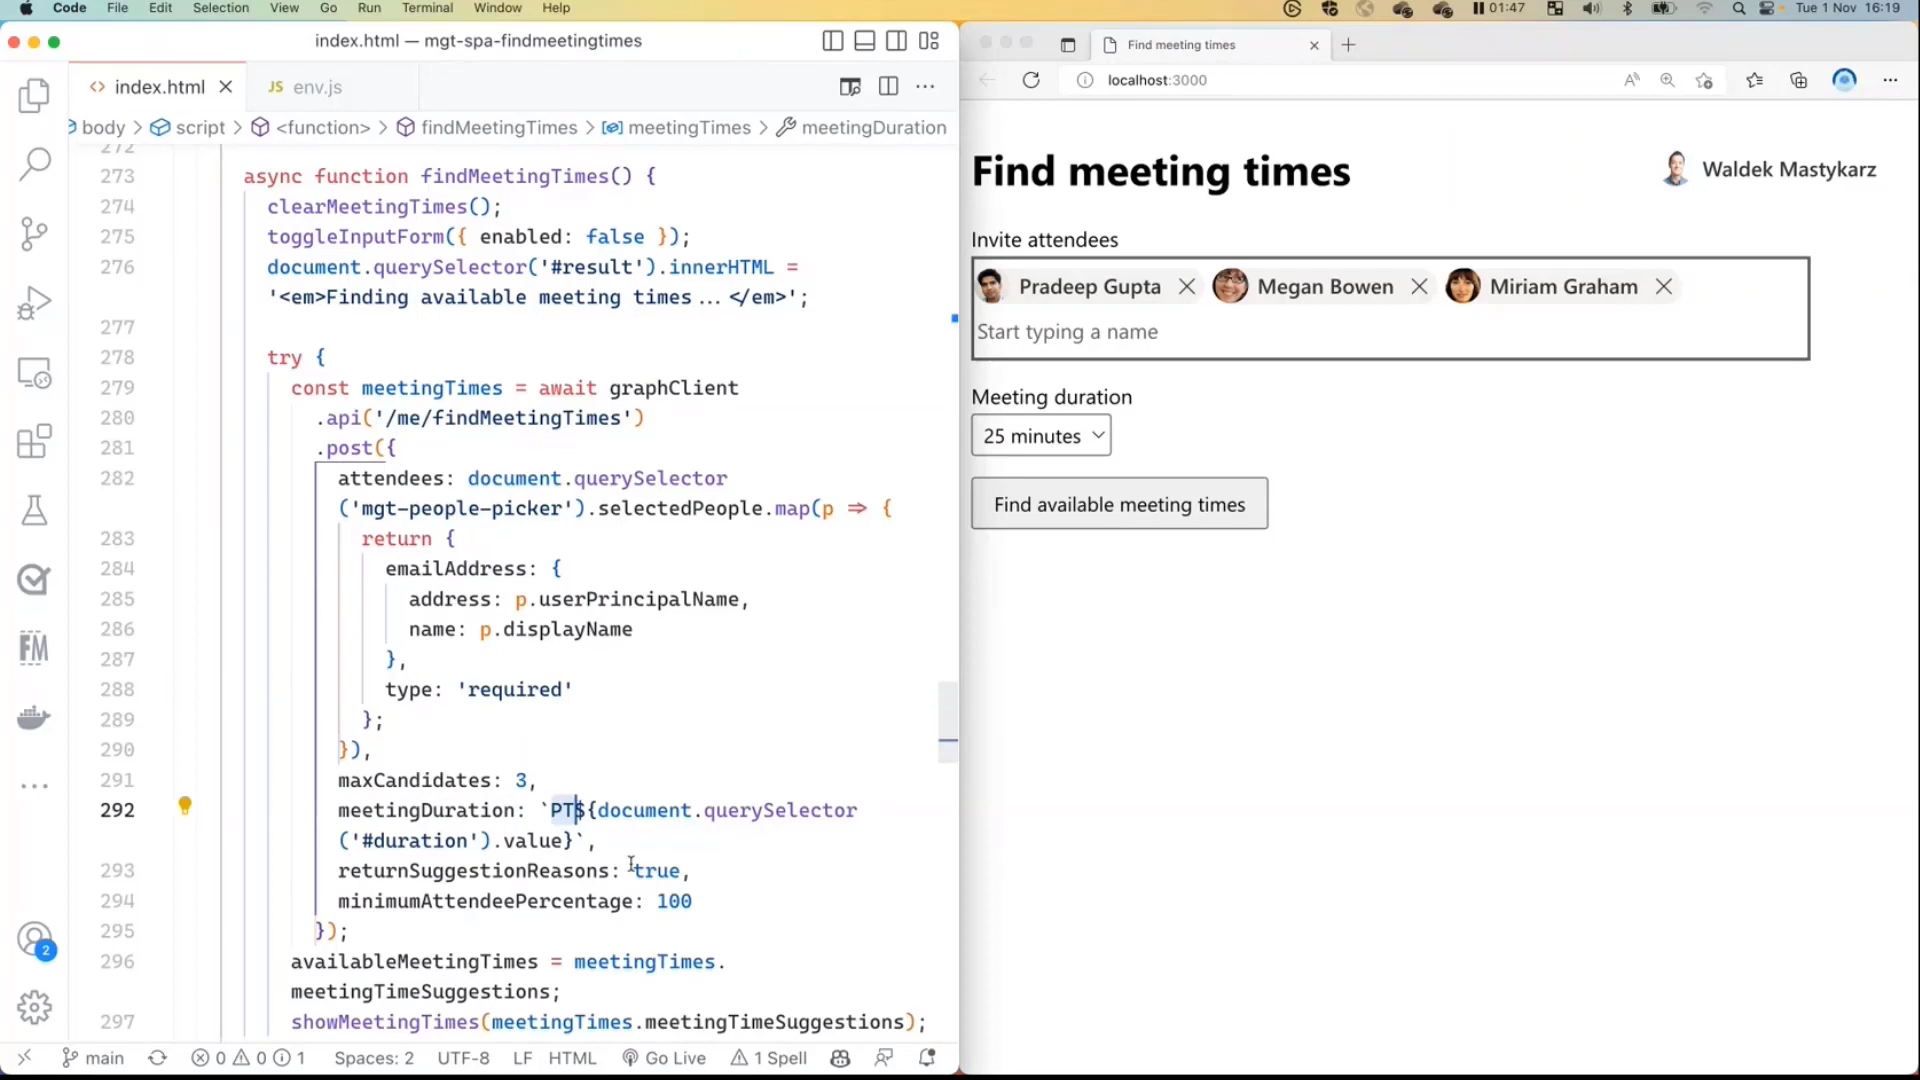 Code File Edit Selection View Go Run Terminal Window Help 01:47 Tue 1 Nov 16:19
index.html — mgt-spa-findmeetingtimes
index.html JS env.js
body > script > <function> > findMeetingTimes > meetingTimes > meetingDuration
272
273 async function findMeetingTimes() {
274 clearMeetingTimes();
275 toggleInputForm({ enabled: false });
276 document.querySelector('#result').innerHTML =
'<em>Finding available meeting times...</em>';
277
278 try {
279 const meetingTimes = await graphClient
280 .api('/me/findMeetingTimes')
281 .post({
282 attendees: document.querySelector
('mgt-people-picker').selectedPeople.map(p => {
283 return {
284 emailAddress: {
285 address: p.userPrincipalName,
286 name: p.displayName
287 },
288 type: 'required'
289 };
290 }),
291 maxCandidates: 3,
292 meetingDuration: `PT${document.querySelector
('#duration').value}`,
293 returnSuggestionReasons: true,
294 minimumAttendeePercentage: 100
295 });
296 availableMeetingTimes = meetingTimes.
meetingTimeSuggestions;
297 showMeetingTimes(meetingTimes.meetingTimeSuggestions);
FM
2
main 0 0 1 Spaces: 2 UTF-8 LF HTML Go Live 1 Spell
Find meeting times
localhost:3000
Find meeting times
Waldek Mastykarz
Invite attendees
Pradeep Gupta Megan Bowen Miriam Graham
Start typing a name
Meeting duration
25 minutes
Find available meeting times